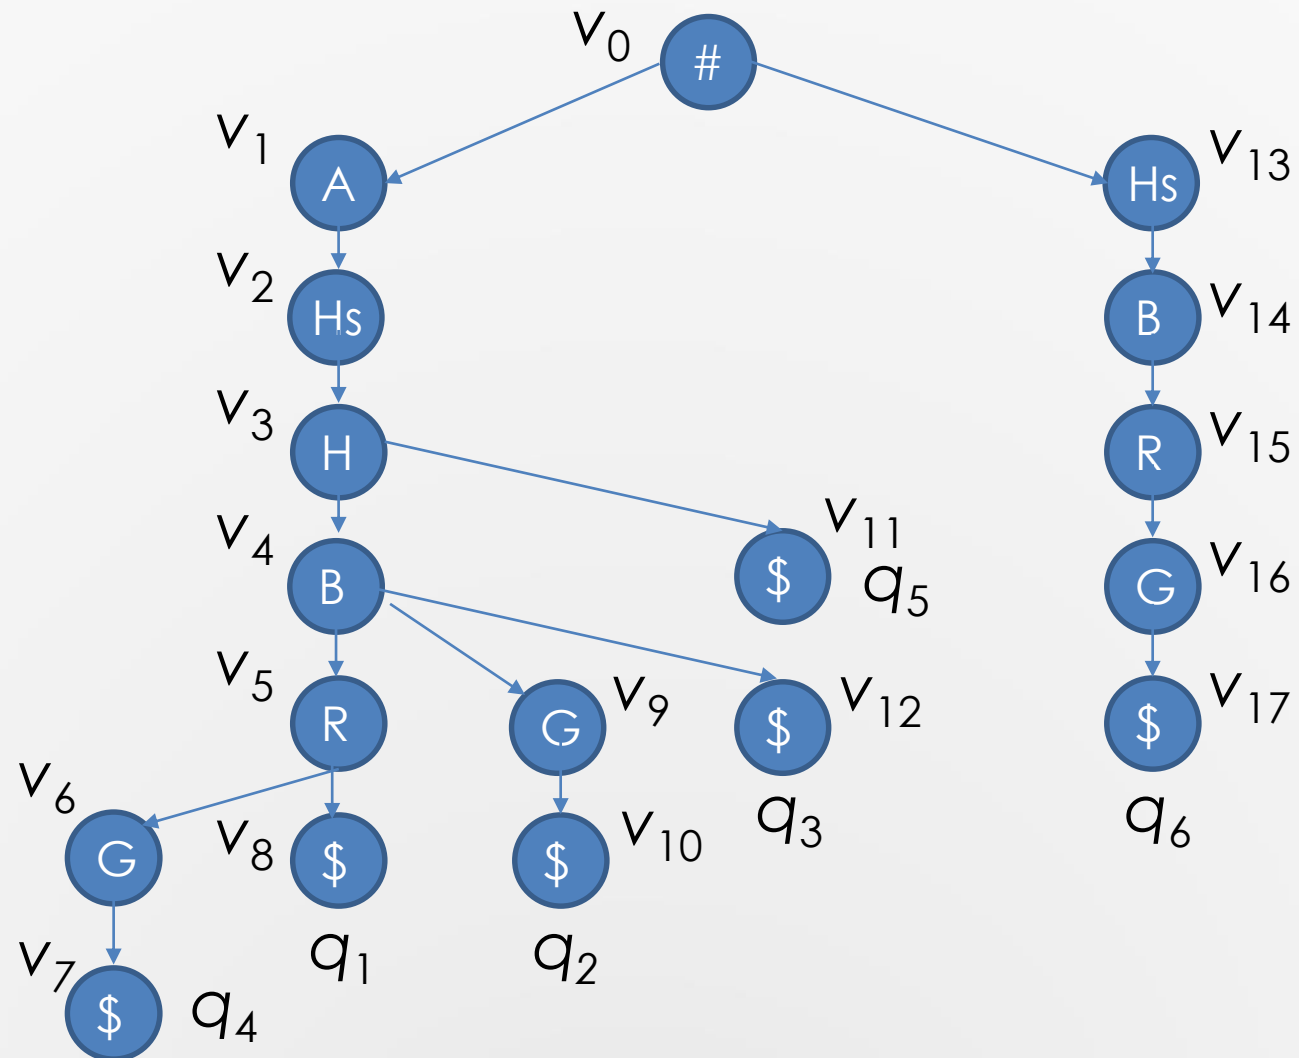 v0 #
v1 A Hs v13
v2 Hs B v14
v3 H R v15
v11
v4 B $ q5 G v16
v5 R v9 G $ v12 $ v17
v6 G v8 $ $ v10 q3 q6
q1 q2
v7 $ q4